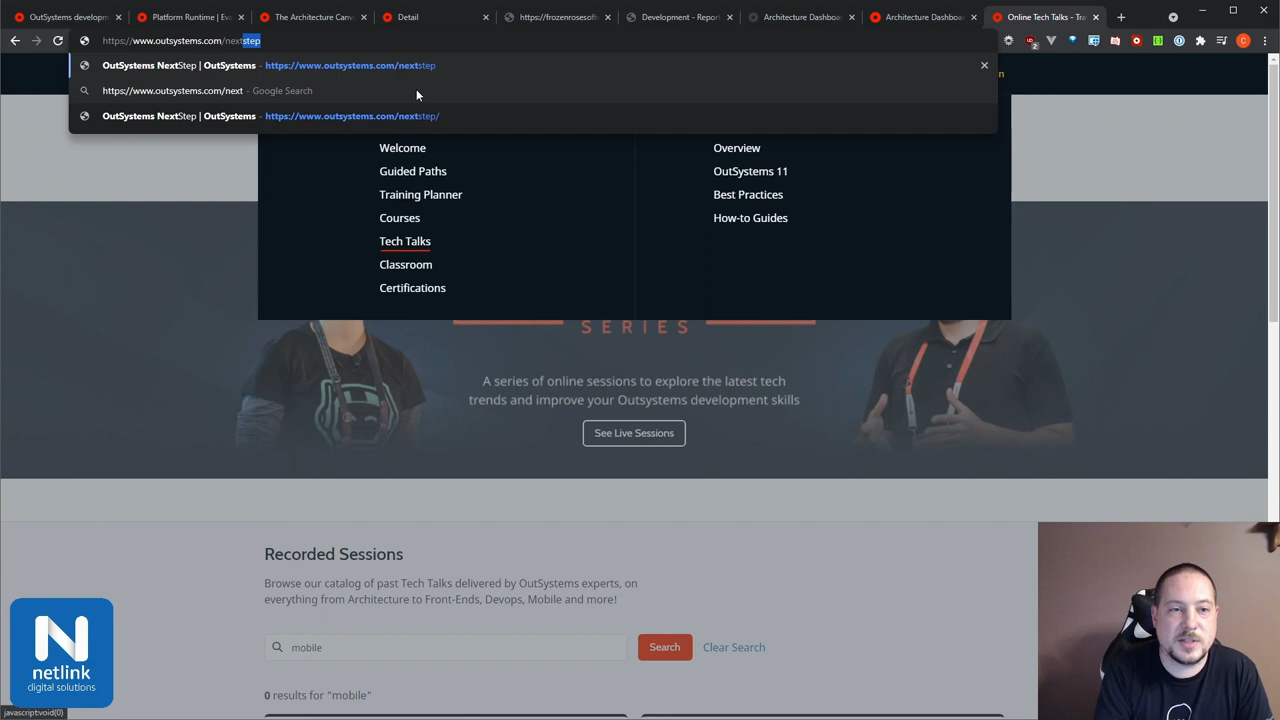 OutSystems developm
Platform Runtime | Eva
The Architecture Canv
Detail
https://frozenrosesoft
Development - Report
Architecture Dashboar
Architecture Dashboar
Online Tech Talks - Tra
https://www.outsystems.com/nextstep
OutSystems NextStep | OutSystems - https://www.outsystems.com/nextstep
https://www.outsystems.com/next - Google Search
OutSystems NextStep | OutSystems - https://www.outsystems.com/nextstep/
Welcome
Guided Paths
Training Planner
Courses
Tech Talks
Classroom
Certifications
Overview
OutSystems 11
Best Practices
How-to Guides
SERIES
A series of online sessions to explore the latest tech
trends and improve your Outsystems development skills
See Live Sessions
Recorded Sessions
Browse our catalog of past Tech Talks delivered by OutSystems experts, on
everything from Architecture to Front-Ends, Devops, Mobile and more!
mobile
Search
Clear Search
0 results for "mobile"
N
netlink
digital solutions
javascript:void(0)